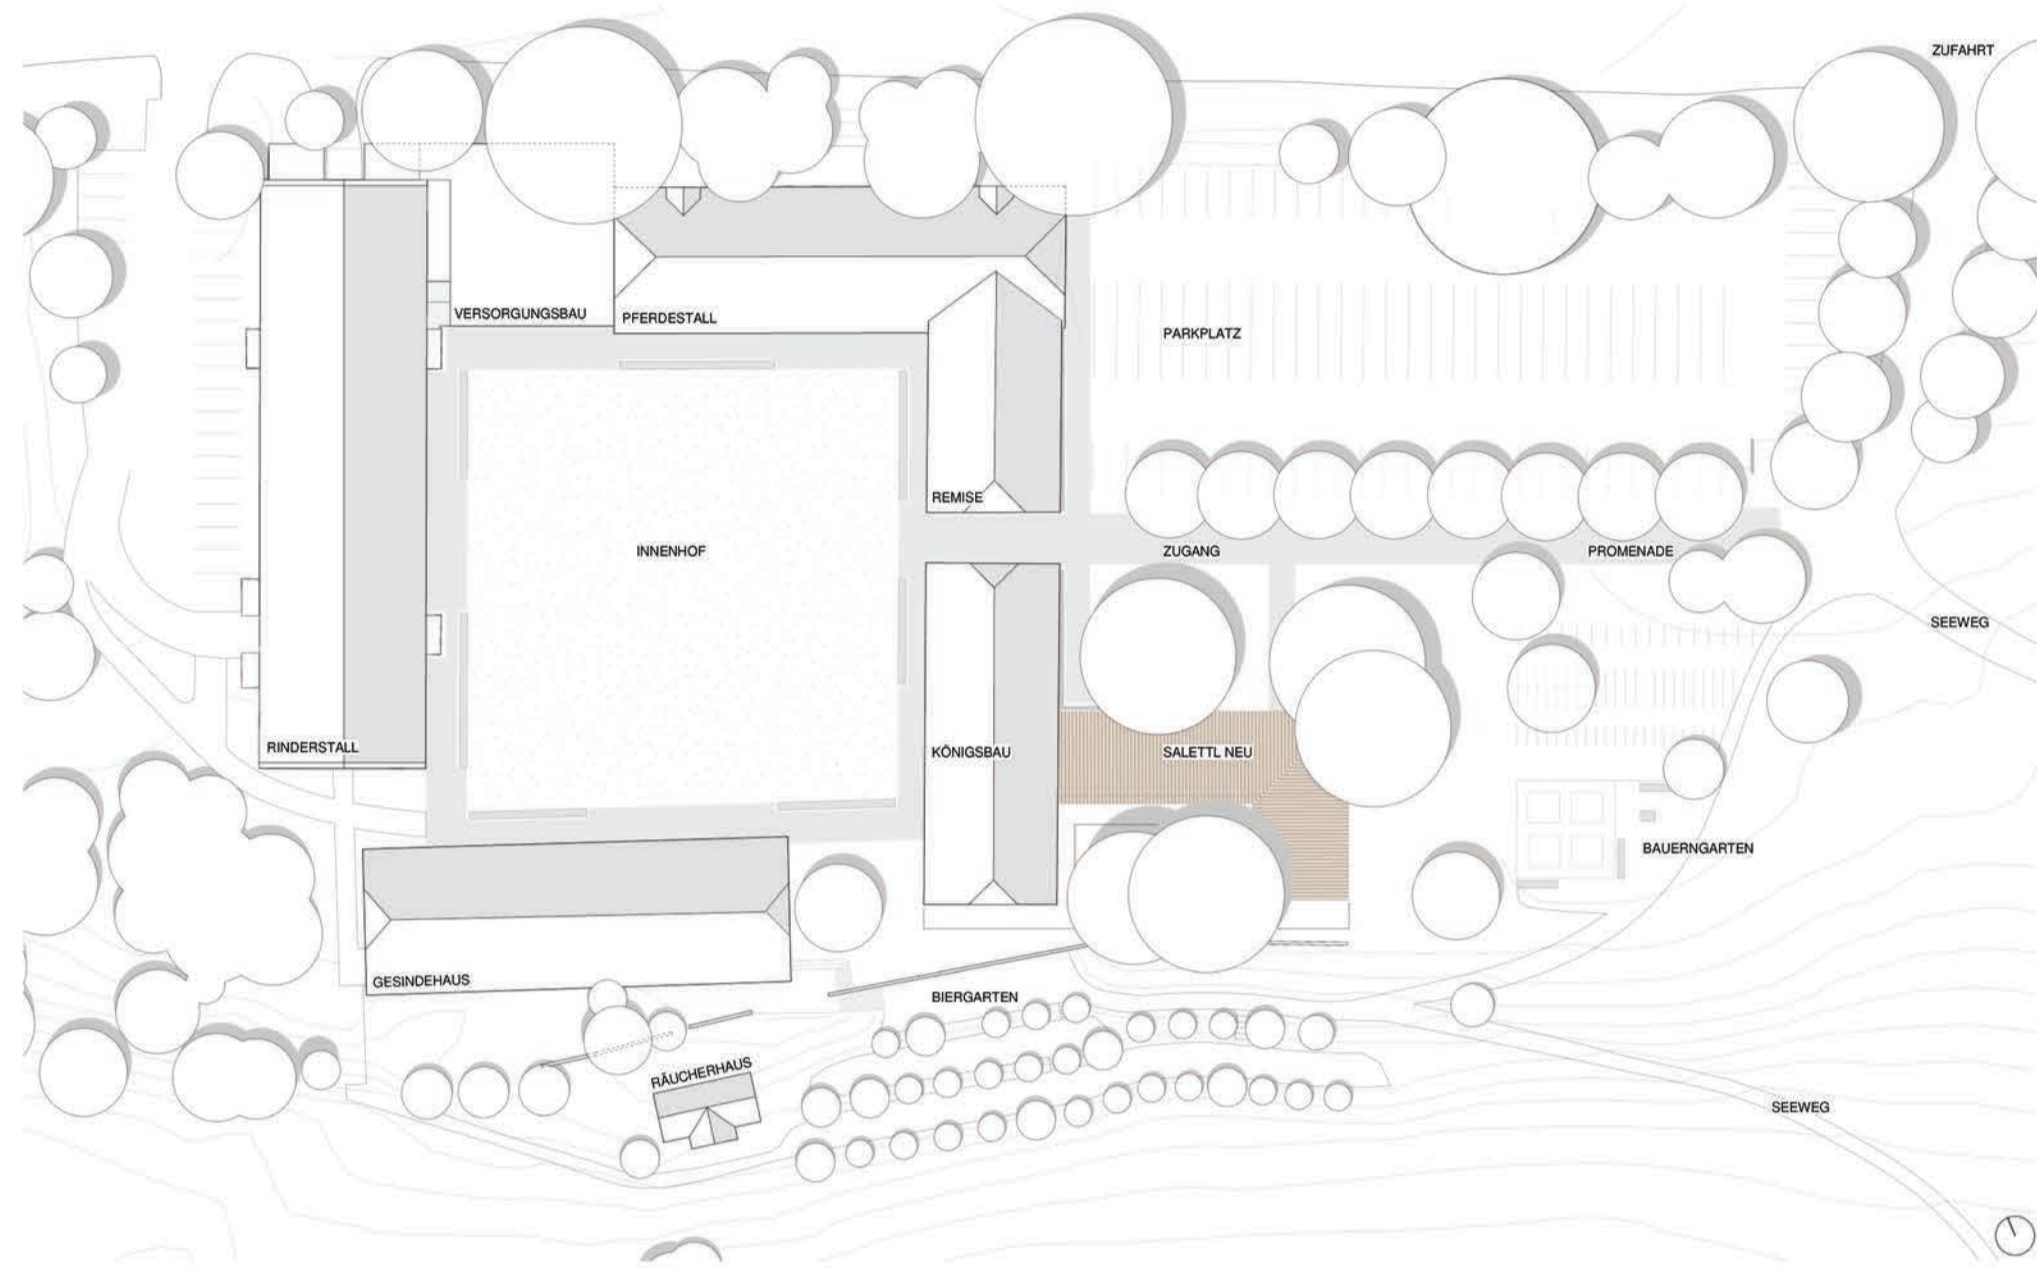 ZUFAHRT
VERSORGUNGSBAU
PFERDESTALL
PARKPLATZ
REMISE
INNENHOF
ZUGANG
PROMENADE
SEEWEG
RINDERSTALL
KÖNIGSBAU
SALETTL NEU
BAUERNGARTEN
GESINDEHAUS
BIERGARTEN
RÄUCHERHAUS
SEEWEG